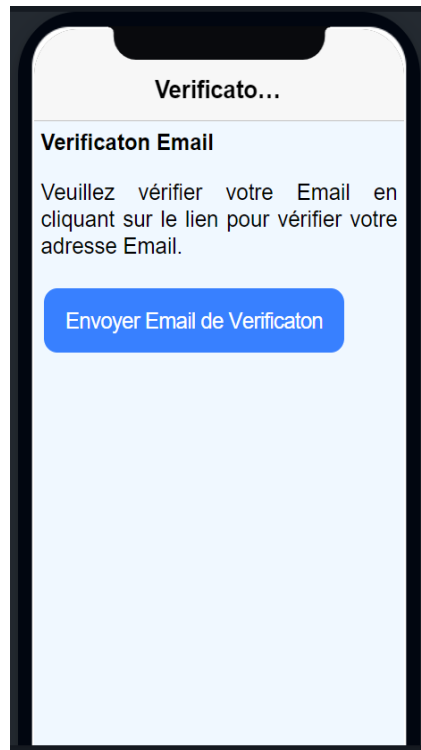 Verificato...
Verificaton Email
Veuillez vérifier votre Email en
cliquant sur le lien pour vérifier votre
adresse Email.
Envoyer Email de Verificaton